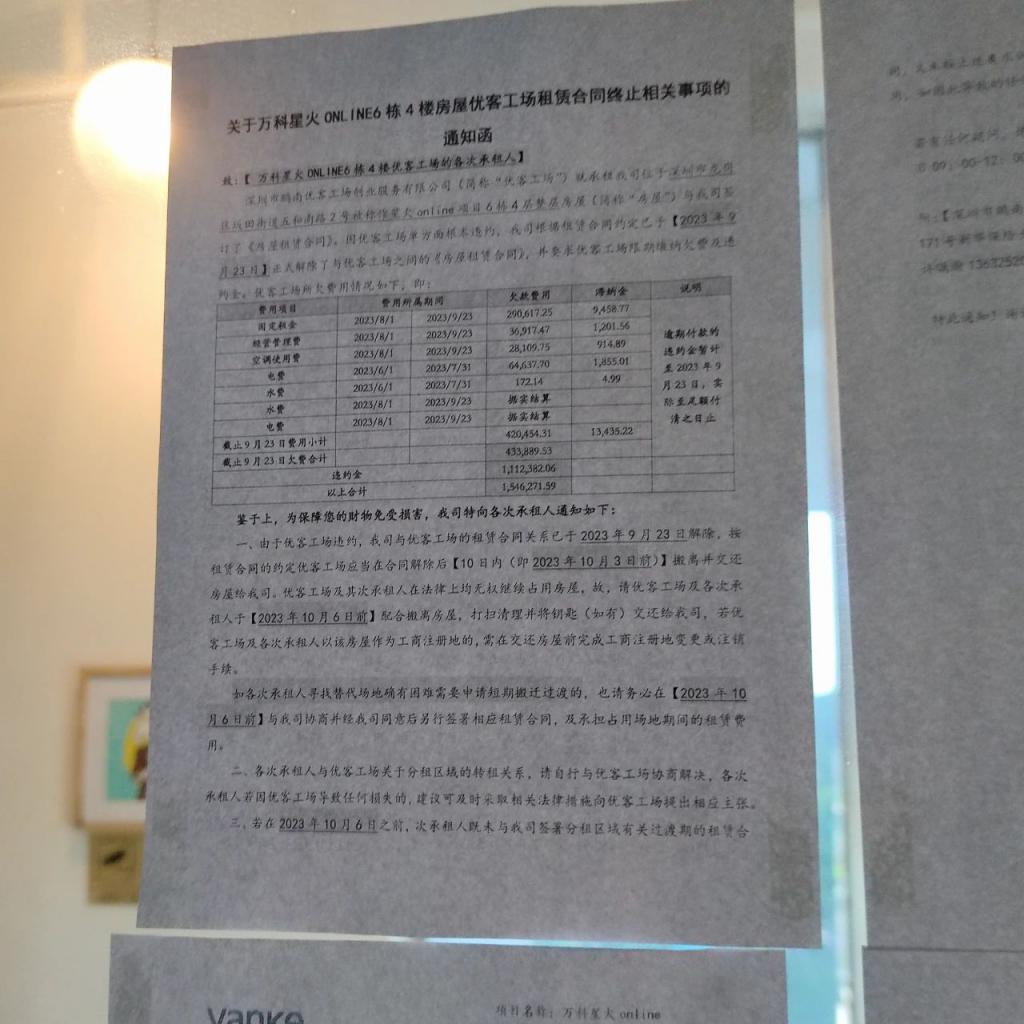 关于万科星火ONLINE6栋4楼房屋优客工场租赁合同终止相关事项的
通知函
致：【 万科星火ONLINE6栋4楼优客工场的各次承租人】
深圳市鹏南优客工场创业服务有限公司（简称“优客工场”）就承租我司位于深圳市龙岗
区坂田街道五和南路2号被称作星火online项目6栋4层整层房屋（简称“房屋”）与我司签
订了《房屋租赁合同》。因优客工场单方面根本违约，我司根据租赁合同约定已于【2023年9
月23日】正式解除了与优客工场之间的《房屋租赁合同》，并要求优客工场限期缴纳欠费及违
约金。优客工场所欠费用情况如下，即：
费用项目 费用所属期间 欠款费用 滞纳金 说明
固定租金 2023/8/1 2023/9/23 290,617.25 9,458.77
经营管理费 2023/8/1 2023/9/23 36,917.47 1,201.56
空调使用费 2023/8/1 2023/9/23 28,109.75 914.89
电费 2023/6/1 2023/7/31 64,637.70 1,855.01
水费 2023/6/1 2023/7/31 172.14 4.99
水费 2023/8/1 2023/9/23 据实结算
电费 2023/8/1 2023/9/23 据实结算
逾期付款的
违约金暂计
至2023年9
月23日，实
际至足额付
清之日止
截止9月23日费用小计 420,454.31 13,435.22
截止9月23日欠费合计 433,889.53
违约金 1,112,382.06
以上合计 1,546,271.59
鉴于上，为保障您的财物免受损害，我司特向各次承租人通知如下：
一、由于优客工场违约，我司与优客工场的租赁合同关系已于2023年9月23日解除，按
租赁合同的约定优客工场应当在合同解除后【10日内（即2023年10月3日前）】搬离并交还
房屋给我司。优客工场及其次承租人在法律上均无权继续占用房屋，故，请优客工场及各次承
租人于【2023年10月6日前】配合搬离房屋，打扫清理并将钥匙（如有）交还给我司，若优
客工场及各次承租人以该房屋作为工商注册地的，需在交还房屋前完成工商注册地变更或注销
手续。
如各次承租人寻找替代场地确有困难需要申请短期搬迁过渡的，也请务必在【2023年10
月6日前】与我司协商并经我司同意后另行签署相应租赁合同，及承担占用场地期间的租赁费
用。
二、各次承租人与优客工场关于分租区域的转租关系，请自行与优客工场协商解决，各次
承租人若因优客工场导致任何损失的，建议可及时采取相关法律措施向优客工场提出相应主张。
三、若在2023年10月6日之前，次承租人既未与我司签署分租区域有关过渡期的租赁合
vanke
项目名称：万科星火online